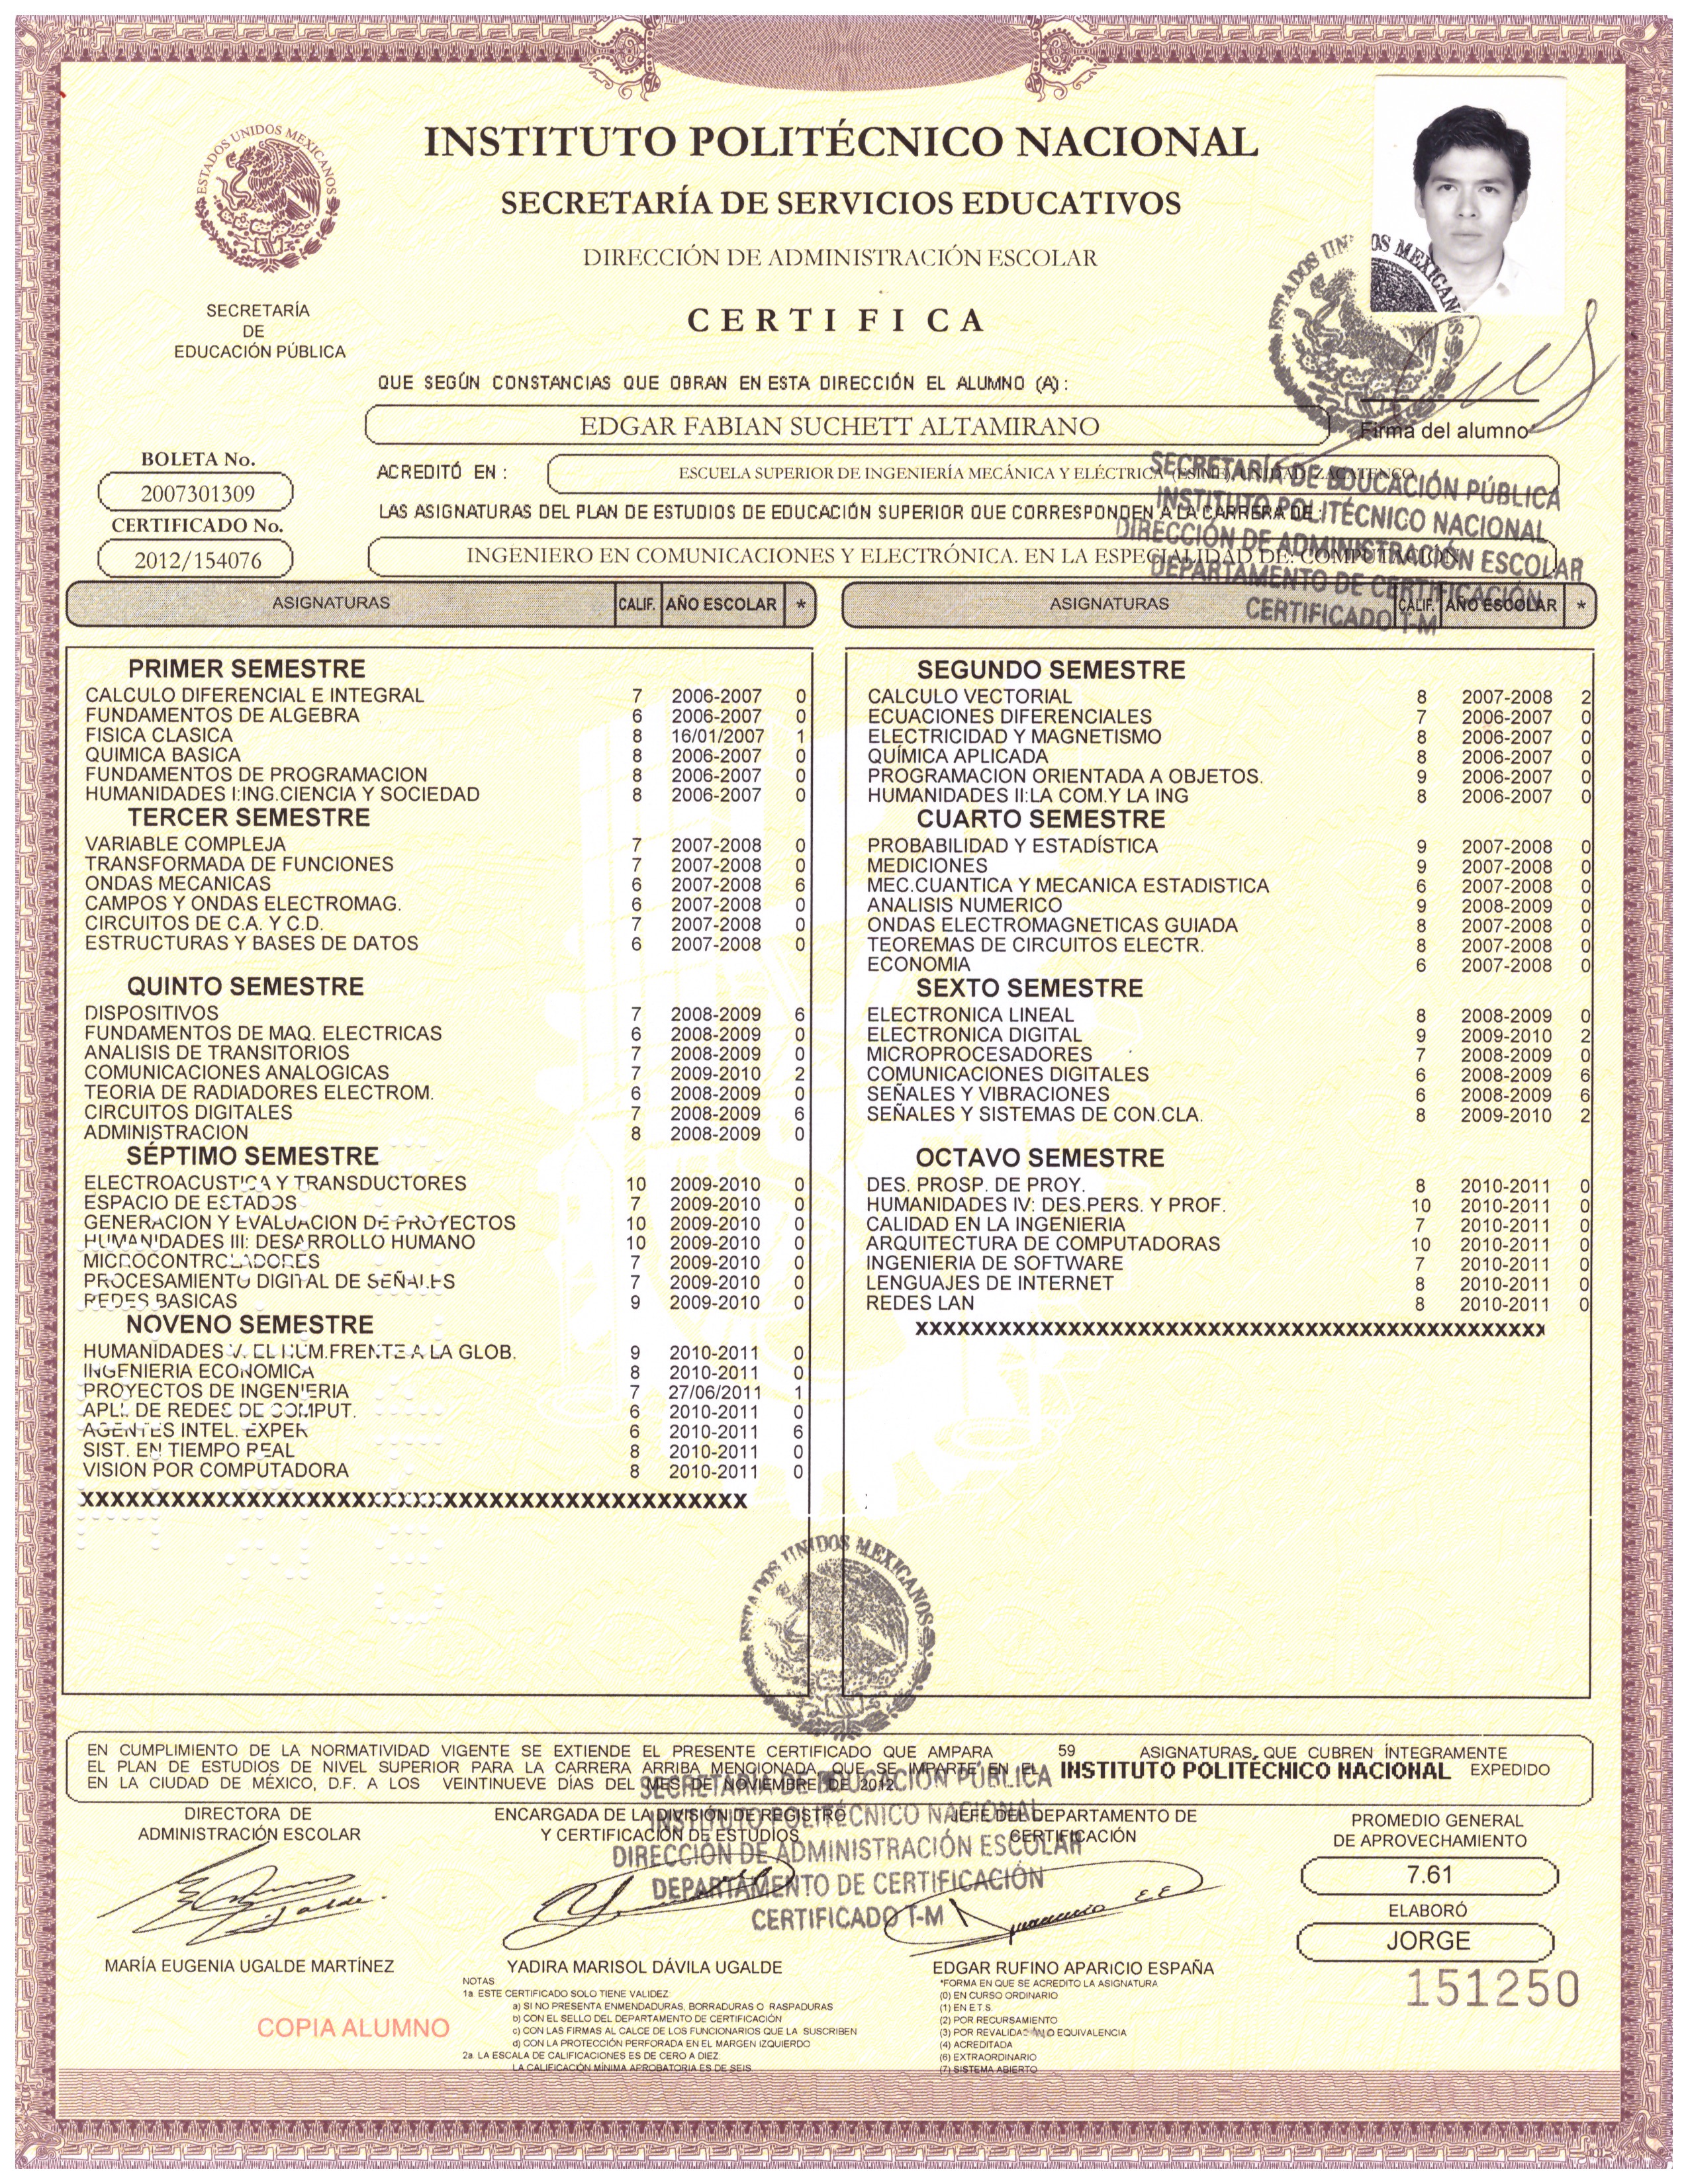 ESTADOS UNIDOS MEXICANOS
INSTITUTO POLITÉCNICO NACIONAL
SECRETARÍA DE SERVICIOS EDUCATIVOS
DIRECCIÓN DE ADMINISTRACIÓN ESCOLAR
SECRETARÍA
DE
EDUCACIÓN PÚBLICA
CERTIFICA
ESTADOS UNIDOS MEXICANOS
QUE SEGÚN CONSTANCIAS QUE OBRAN EN ESTA DIRECCIÓN EL ALUMNO (A):
EDGAR FABIAN SUCHETT ALTAMIRANO
Firma del alumno
BOLETA No.
2007301309
ACREDITÓ EN :
ESCUELA SUPERIOR DE INGENIERÍA MECÁNICA Y ELÉCTRICA (ESIME) UNIDAD ZACATENCO
CERTIFICADO No.
2012/154076
LAS ASIGNATURAS DEL PLAN DE ESTUDIOS DE EDUCACIÓN SUPERIOR QUE CORRESPONDEN A LA CARRERA DE :
INGENIERO EN COMUNICACIONES Y ELECTRÓNICA. EN LA ESPECIALIDAD DE: COMPUTACIÓN
SECRETARÍA DE EDUCACIÓN PÚBLICA
INSTITUTO POLITÉCNICO NACIONAL
DIRECCIÓN DE ADMINISTRACIÓN ESCOLAR
DEPARTAMENTO DE CERTIFICACIÓN
CERTIFICADO T-M
ASIGNATURAS CALIF. AÑO ESCOLAR *
PRIMER SEMESTRE
CALCULO DIFERENCIAL E INTEGRAL 7 2006-2007 0
FUNDAMENTOS DE ALGEBRA 6 2006-2007 0
FISICA CLASICA 8 16/01/2007 1
QUIMICA BASICA 8 2006-2007 0
FUNDAMENTOS DE PROGRAMACION 8 2006-2007 0
HUMANIDADES I:ING.CIENCIA Y SOCIEDAD 8 2006-2007 0
TERCER SEMESTRE
VARIABLE COMPLEJA 7 2007-2008 0
TRANSFORMADA DE FUNCIONES 7 2007-2008 0
ONDAS MECANICAS 6 2007-2008 6
CAMPOS Y ONDAS ELECTROMAG. 6 2007-2008 0
CIRCUITOS DE C.A. Y C.D. 7 2007-2008 0
ESTRUCTURAS Y BASES DE DATOS 6 2007-2008 0
QUINTO SEMESTRE
DISPOSITIVOS 7 2008-2009 6
FUNDAMENTOS DE MAQ. ELECTRICAS 6 2008-2009 0
ANALISIS DE TRANSITORIOS 7 2008-2009 0
COMUNICACIONES ANALOGICAS 7 2009-2010 2
TEORIA DE RADIADORES ELECTROM. 6 2008-2009 0
CIRCUITOS DIGITALES 7 2008-2009 6
ADMINISTRACION 8 2008-2009 0
SÉPTIMO SEMESTRE
ELECTROACUSTICA Y TRANSDUCTORES 10 2009-2010 0
ESPACIO DE ESTADOS 7 2009-2010 0
GENERACION Y EVALUACION DE PROYECTOS 10 2009-2010 0
HUMANIDADES III: DESARROLLO HUMANO 10 2009-2010 0
MICROCONTROLADORES 7 2009-2010 0
PROCESAMIENTO DIGITAL DE SEÑALES 7 2009-2010 0
REDES BASICAS 9 2009-2010 0
NOVENO SEMESTRE
HUMANIDADES V. EL HUM.FRENTE A LA GLOB. 9 2010-2011 0
INGENIERIA ECONOMICA 8 2010-2011 0
PROYECTOS DE INGENIERIA 7 27/06/2011 1
APLI. DE REDES DE COMPUT. 6 2010-2011 0
AGENTES INTEL. EXPER 6 2010-2011 6
SIST. EN TIEMPO REAL 8 2010-2011 0
VISION POR COMPUTADORA 8 2010-2011 0
XXXXXXXXXXXXXXXXXXXXXXXXXXXXXXXXXXXXXXXXXXXX
ASIGNATURAS CALIF. AÑO ESCOLAR *
SEGUNDO SEMESTRE
CALCULO VECTORIAL 8 2007-2008 2
ECUACIONES DIFERENCIALES 7 2006-2007 0
ELECTRICIDAD Y MAGNETISMO 8 2006-2007 0
QUÍMICA APLICADA 8 2006-2007 0
PROGRAMACION ORIENTADA A OBJETOS. 9 2006-2007 0
HUMANIDADES II:LA COM.Y LA ING 8 2006-2007 0
CUARTO SEMESTRE
PROBABILIDAD Y ESTADÍSTICA 9 2007-2008 0
MEDICIONES 9 2007-2008 0
MEC.CUANTICA Y MECANICA ESTADISTICA 6 2007-2008 0
ANALISIS NUMERICO 9 2008-2009 0
ONDAS ELECTROMAGNETICAS GUIADA 8 2007-2008 0
TEOREMAS DE CIRCUITOS ELECTR. 8 2007-2008 0
ECONOMIA 6 2007-2008 0
SEXTO SEMESTRE
ELECTRONICA LINEAL 8 2008-2009 0
ELECTRONICA DIGITAL 9 2009-2010 2
MICROPROCESADORES 7 2008-2009 0
COMUNICACIONES DIGITALES 6 2008-2009 6
SEÑALES Y VIBRACIONES 6 2008-2009 6
SEÑALES Y SISTEMAS DE CON.CLA. 8 2009-2010 2
OCTAVO SEMESTRE
DES. PROSP. DE PROY. 8 2010-2011 0
HUMANIDADES IV: DES.PERS. Y PROF. 10 2010-2011 0
CALIDAD EN LA INGENIERIA 7 2010-2011 0
ARQUITECTURA DE COMPUTADORAS 10 2010-2011 0
INGENIERIA DE SOFTWARE 7 2010-2011 0
LENGUAJES DE INTERNET 8 2010-2011 0
REDES LAN 8 2010-2011 0
XXXXXXXXXXXXXXXXXXXXXXXXXXXXXXXXXXXXXXXXXXXXX
ESTADOS UNIDOS MEXICANOS
EN CUMPLIMIENTO DE LA NORMATIVIDAD VIGENTE SE EXTIENDE EL PRESENTE CERTIFICADO QUE AMPARA 59 ASIGNATURAS, QUE CUBREN ÍNTEGRAMENTE
EL PLAN DE ESTUDIOS DE NIVEL SUPERIOR PARA LA CARRERA ARRIBA MENCIONADA, QUE SE IMPARTE EN EL INSTITUTO POLITÉCNICO NACIONAL EXPEDIDO
EN LA CIUDAD DE MÉXICO, D.F. A LOS VEINTINUEVE DÍAS DEL MES DE NOVIEMBRE DE 2012
SECRETARÍA DE EDUCACIÓN PÚBLICA
INSTITUTO POLITÉCNICO NACIONAL
DIRECCIÓN DE ADMINISTRACIÓN ESCOLAR
DEPARTAMENTO DE CERTIFICACIÓN
CERTIFICADO T-M
DIRECTORA DE
ADMINISTRACIÓN ESCOLAR
MARÍA EUGENIA UGALDE MARTÍNEZ
ENCARGADA DE LA DIVISIÓN DE REGISTRO
Y CERTIFICACIÓN DE ESTUDIOS
YADIRA MARISOL DÁVILA UGALDE
JEFE DEL DEPARTAMENTO DE
CERTIFICACIÓN
EDGAR RUFINO APARICIO ESPAÑA
PROMEDIO GENERAL
DE APROVECHAMIENTO
7.61
ELABORÓ
JORGE
151250
COPIA ALUMNO
NOTAS
1a ESTE CERTIFICADO SOLO TIENE VALIDEZ:
a) SI NO PRESENTA ENMENDADURAS, BORRADURAS O RASPADURAS
b) CON EL SELLO DEL DEPARTAMENTO DE CERTIFICACIÓN
c) CON LAS FIRMAS AL CALCE DE LOS FUNCIONARIOS QUE LA SUSCRIBEN
d) CON LA PROTECCIÓN PERFORADA EN EL MARGEN IZQUIERDO
2a LA ESCALA DE CALIFICACIONES ES DE CERO A DIEZ.
LA CALIFICACIÓN MÍNIMA APROBATORIA ES DE SEIS
*FORMA EN QUE SE ACREDITO LA ASIGNATURA
(0) EN CURSO ORDINARIO
(1) EN E.T.S.
(2) POR RECURSAMIENTO
(3) POR REVALIDACION O EQUIVALENCIA
(4) ACREDITADA
(6) EXTRAORDINARIO
(7) SISTEMA ABIERTO